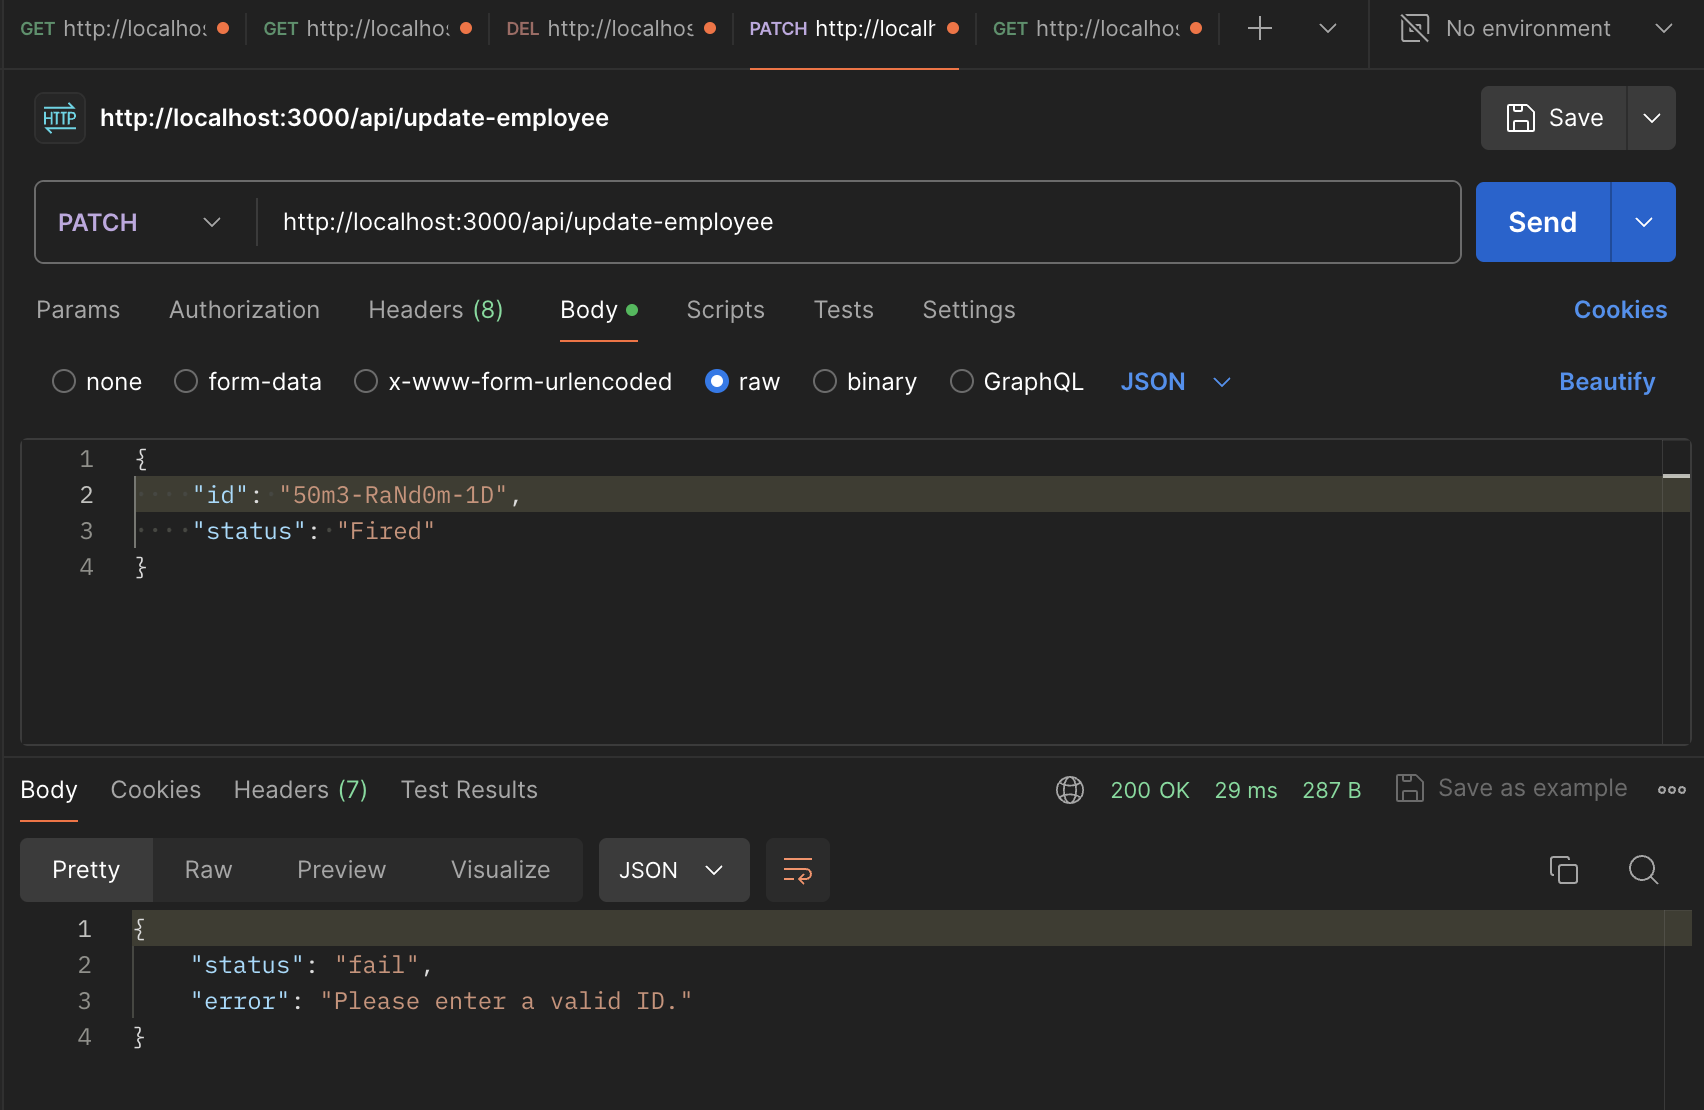 GET http://localhos GET http://localhos DEL http://localhos PATCH http://localh GET http://localhos No environment
HTTP http://localhost:3000/api/update-employee Save
PATCH http://localhost:3000/api/update-employee Send
Params Authorization Headers (8) Body Scripts Tests Settings Cookies
none form-data x-www-form-urlencoded raw binary GraphQL JSON Beautify
1 {
2 "id": "50m3-RaNd0m-1D",
3 "status": "Fired"
4 }
Body Cookies Headers (7) Test Results 200 OK 29 ms 287 B Save as example
Pretty Raw Preview Visualize JSON
1 {
2 "status": "fail",
3 "error": "Please enter a valid ID."
4 }